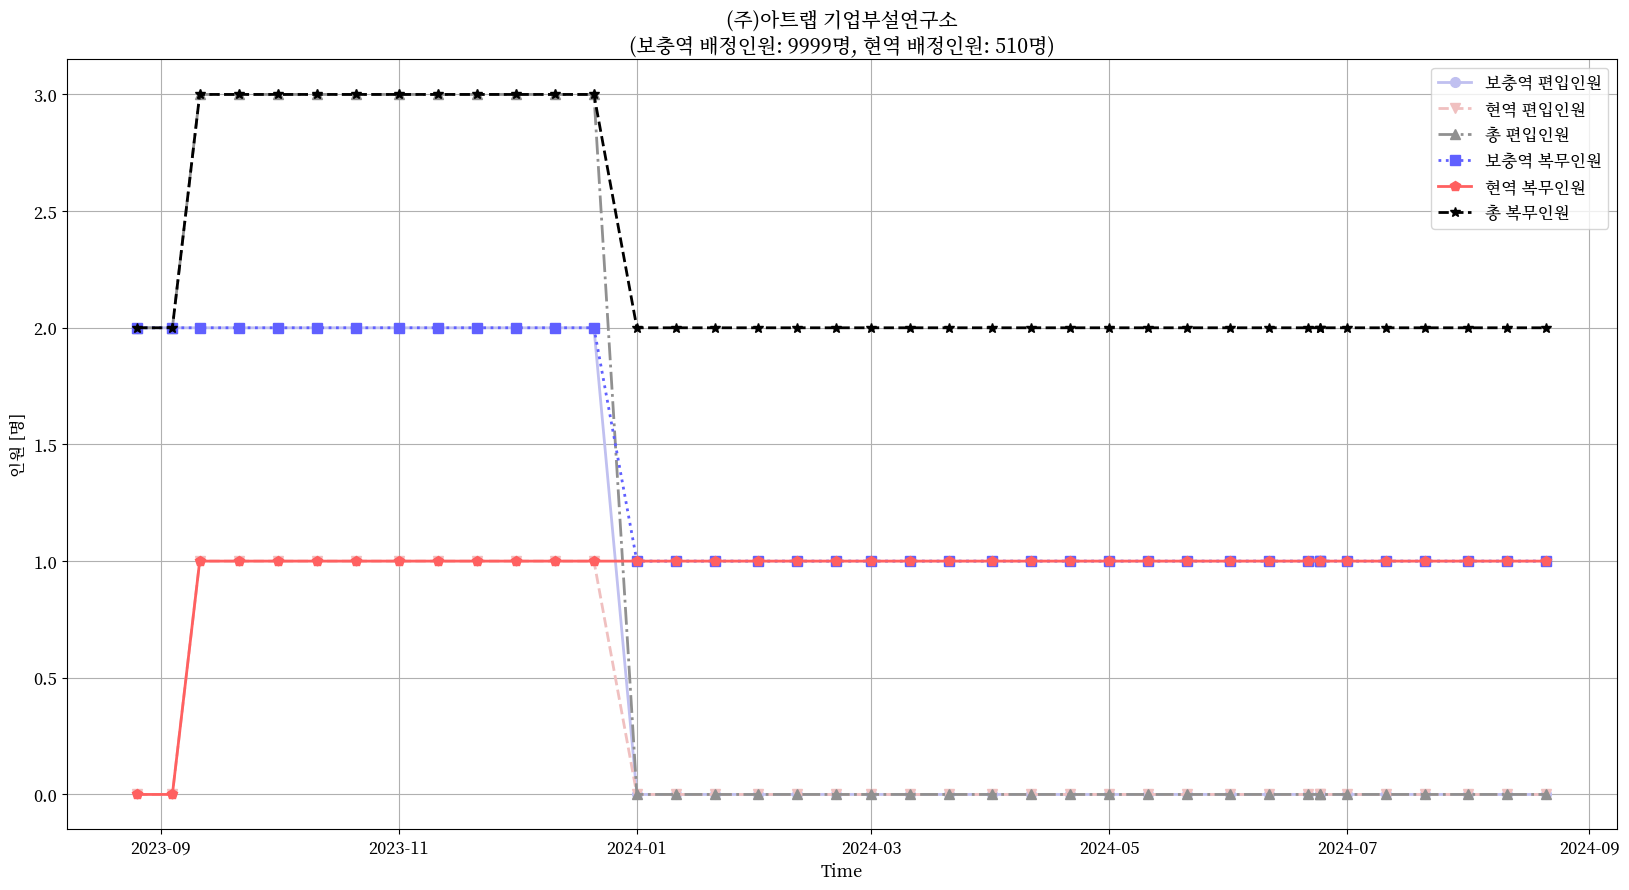 (주)아트랩 기업부설연구소
(보충역 배정인원: 9999명, 현역 배정인원: 510명)
보충역 편입인원
현역 편입인원
총 편입인원
보충역 복무인원
현역 복무인원
총 복무인원
3.0
2.5
2.0
1.5
1.0
0.5
0.0
인원 [명]
2023-09
2023-11
2024-01
2024-03
2024-05
2024-07
2024-09
Time